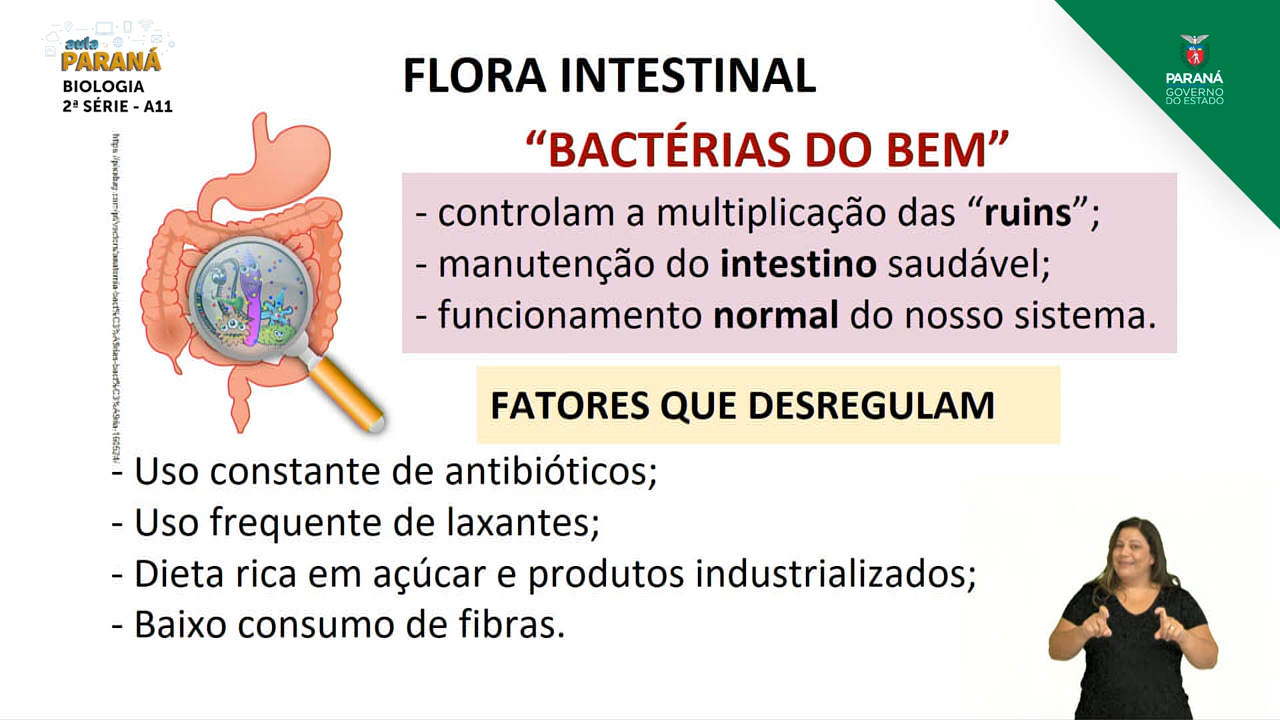 aula
PARANÁ
BIOLOGIA
2ª SÉRIE - A11
PARANÁ
GOVERNO
DO ESTADO
FLORA INTESTINAL
“BACTÉRIAS DO BEM”
- controlam a multiplicação das “ruins”;
- manutenção do intestino saudável;
- funcionamento normal do nosso sistema.
FATORES QUE DESREGULAM
- Uso constante de antibióticos;
- Uso frequente de laxantes;
- Dieta rica em açúcar e produtos industrializados;
- Baixo consumo de fibras.